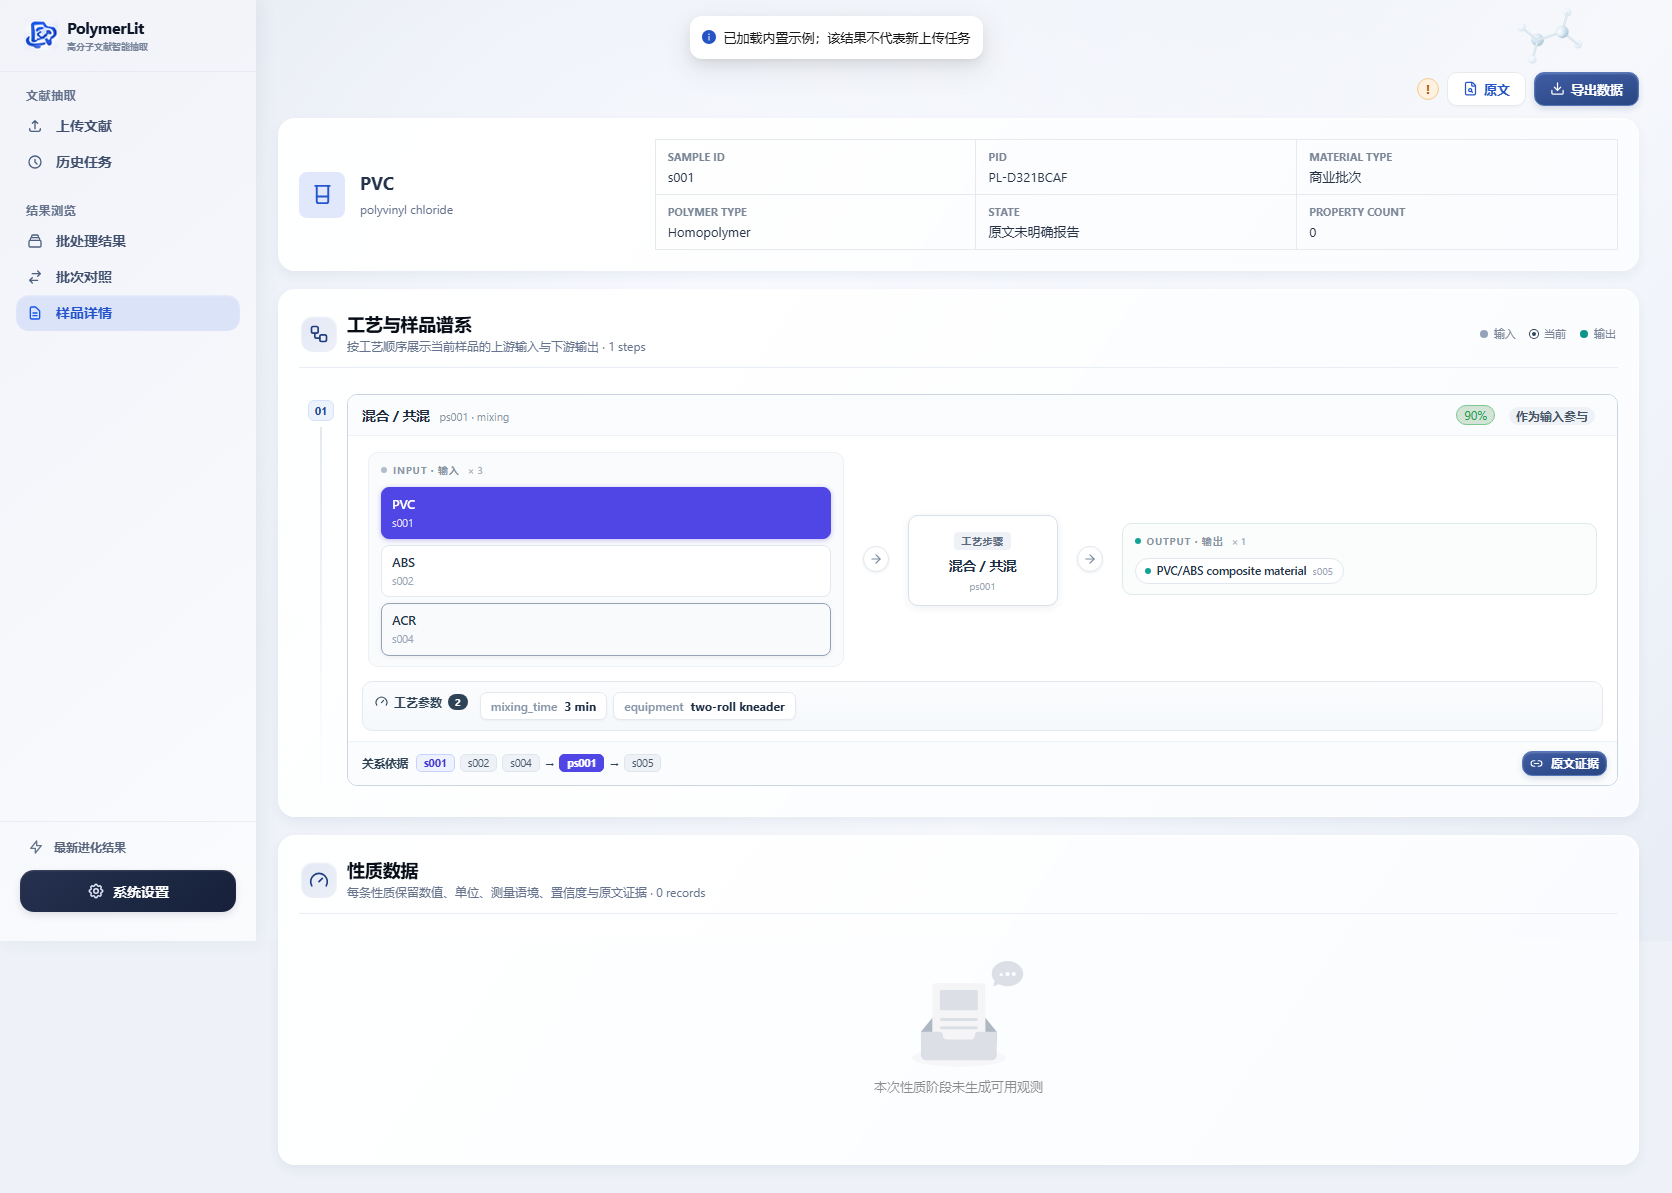 PolymerLit
高分子文献智能抽取
文献抽取
上传文献
历史任务
结果浏览
批处理结果
批次对照
样品详情
最新进化结果
系统设置
已加载内置示例；该结果不代表新上传任务
!
原文
导出数据
PVC
polyvinyl chloride
SAMPLE ID
s001
PID
PL-D321BCAF
MATERIAL TYPE
商业批次
POLYMER TYPE
Homopolymer
STATE
原文未明确报告
PROPERTY COUNT
0
工艺与样品谱系
按工艺顺序展示当前样品的上游输入与下游输出 · 1 steps
输入
当前
输出
01
混合 / 共混 ps001 · mixing
90%
作为输入参与
INPUT · 输入 × 3
PVC
s001
ABS
s002
ACR
s004
工艺步骤
混合 / 共混
ps001
OUTPUT · 输出 × 1
PVC/ABS composite material s005
工艺参数 2
mixing_time 3 min
equipment two-roll kneader
关系依据 s001 s002 s004 → ps001 → s005
原文证据
性质数据
每条性质保留数值、单位、测量语境、置信度与原文证据 · 0 records
本次性质阶段未生成可用观测